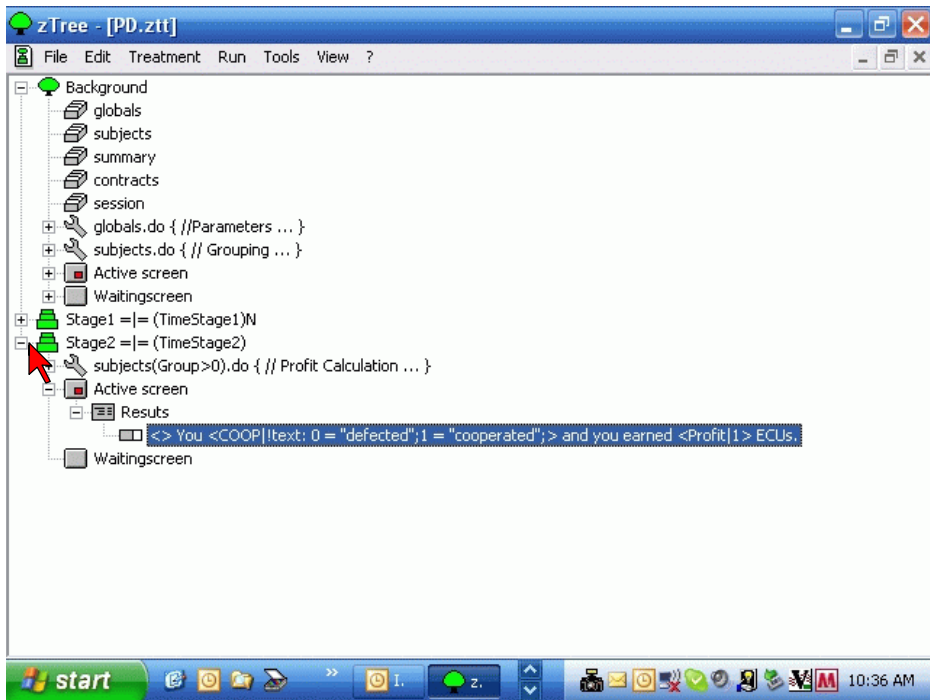 zTree - [PD.ztt]
File Edit Treatment Run Tools View ?
Background
globals
subjects
summary
contracts
session
globals.do { //Parameters ... }
subjects.do { // Grouping ... }
Active screen
Waitingscreen
Stage1 =|= (TimeStage1)N
Stage2 =|= (TimeStage2)
subjects(Group>0).do { // Profit Calculation ... }
Active screen
Resuts
<> You <COOP|!text: 0 = "defected";1 = "cooperated";> and you earned <Profit|1> ECUs.
Waitingscreen
start » I. z. 10:36 AM